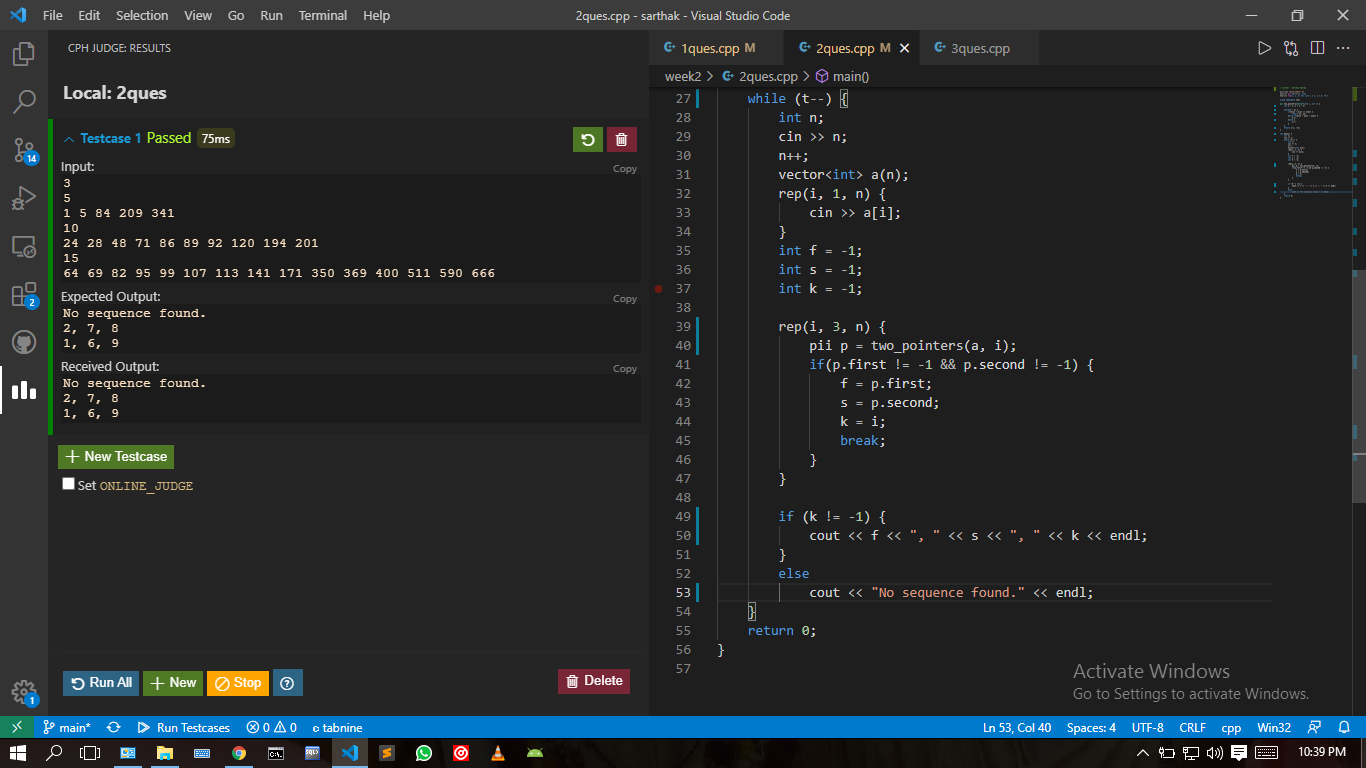 File Edit Selection View Go Run Terminal Help 2ques.cpp - sarthak - Visual Studio Code
CPH JUDGE: RESULTS
1ques.cpp M 2ques.cpp M 3ques.cpp
week2 > 2ques.cpp > main()
Local: 2ques
Testcase 1 Passed 75ms
Input:
Copy
3
5
1 5 84 209 341
10
24 28 48 71 86 89 92 120 194 201
15
64 69 82 95 99 107 113 141 171 350 369 400 511 590 666
Expected Output:
Copy
No sequence found.
2, 7, 8
1, 6, 9
Received Output:
Copy
No sequence found.
2, 7, 8
1, 6, 9
New Testcase
Set ONLINE_JUDGE
Run All New Stop Delete
14
2
1
27 while (t--) {
28 int n;
29 cin >> n;
30 n++;
31 vector<int> a(n);
32 rep(i, 1, n) {
33 cin >> a[i];
34 }
35 int f = -1;
36 int s = -1;
37 int k = -1;
38
39 rep(i, 3, n) {
40 pii p = two_pointers(a, i);
41 if(p.first != -1 && p.second != -1) {
42 f = p.first;
43 s = p.second;
44 k = i;
45 break;
46 }
47 }
48
49 if (k != -1) {
50 cout << f << ", " << s << ", " << k << endl;
51 }
52 else
53 cout << "No sequence found." << endl;
54 }
55 return 0;
56 }
57
Activate Windows
Go to Settings to activate Windows.
main* Run Testcases 0 0 tabnine Ln 53, Col 40 Spaces: 4 UTF-8 CRLF cpp Win32
10:39 PM